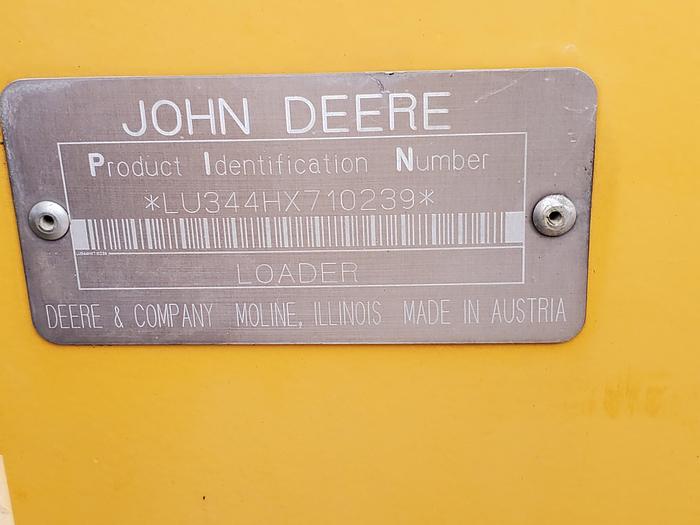 JOHN DEERE
Product Identification Number
*LU344HX710239*
LOADER
DEERE & COMPANY MOLINE, ILLINOIS MADE IN AUSTRIA